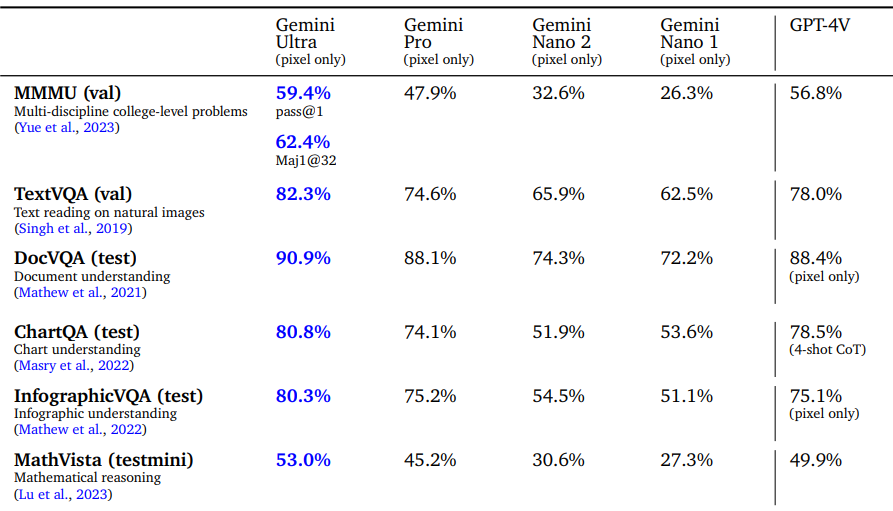 Gemini Ultra (pixel only) Gemini Pro (pixel only) Gemini Nano 2 (pixel only) Gemini Nano 1 (pixel only) GPT-4V
MMMU (val) 59.4% 47.9% 32.6% 26.3% 56.8%
Multi-discipline college-level problems pass@1
(Yue et al., 2023)
62.4%
Maj1@32
TextVQA (val) 82.3% 74.6% 65.9% 62.5% 78.0%
Text reading on natural images
(Singh et al., 2019)
DocVQA (test) 90.9% 88.1% 74.3% 72.2% 88.4%
Document understanding (pixel only)
(Mathew et al., 2021)
ChartQA (test) 80.8% 74.1% 51.9% 53.6% 78.5%
Chart understanding (4-shot CoT)
(Masry et al., 2022)
InfographicVQA (test) 80.3% 75.2% 54.5% 51.1% 75.1%
Infographic understanding (pixel only)
(Mathew et al., 2022)
MathVista (testmini) 53.0% 45.2% 30.6% 27.3% 49.9%
Mathematical reasoning
(Lu et al., 2023)